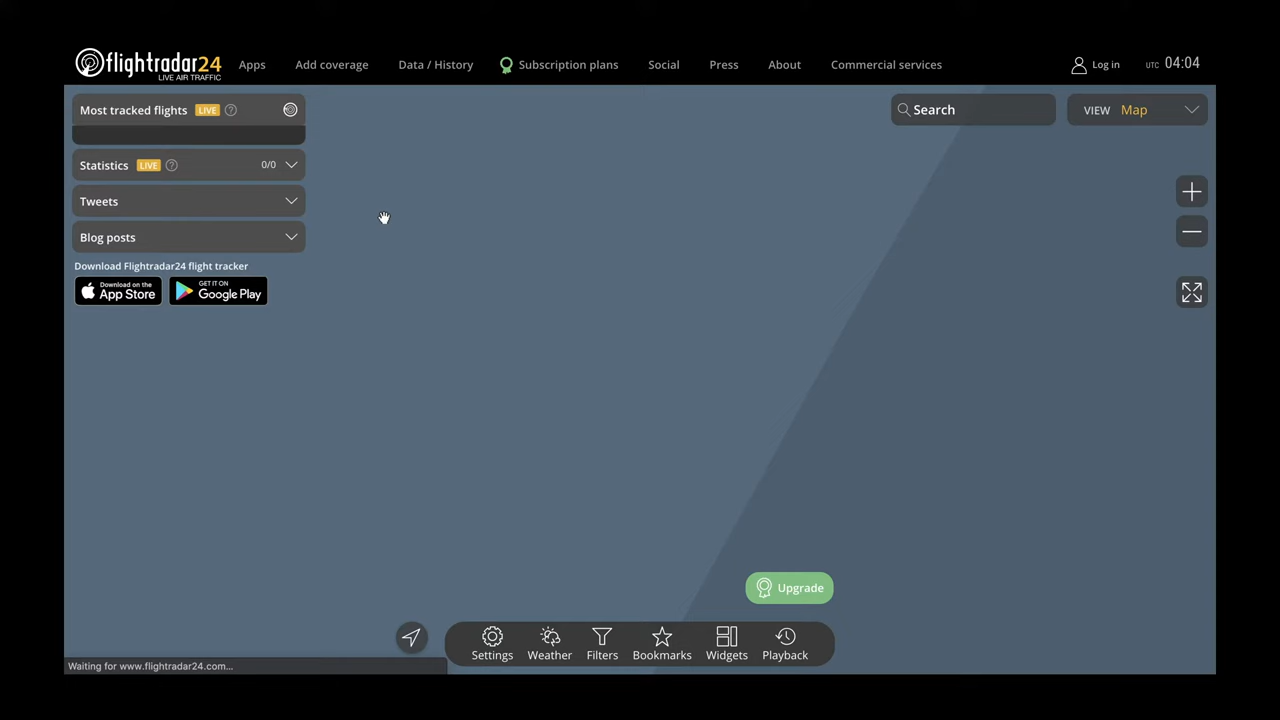 flightradar24
LIVE AIR TRAFFIC
Apps
Add coverage
Data / History
Subscription plans
Social
Press
About
Commercial services
Log in
UTC 04:04
Most tracked flights LIVE ?
Search
VIEW Map
Statistics LIVE ? 0/0
Tweets
Blog posts
Download Flightradar24 flight tracker
Download on the
App Store
GET IT ON
Google Play
Upgrade
Settings
Weather
Filters
Bookmarks
Widgets
Playback
Waiting for www.flightradar24.com...